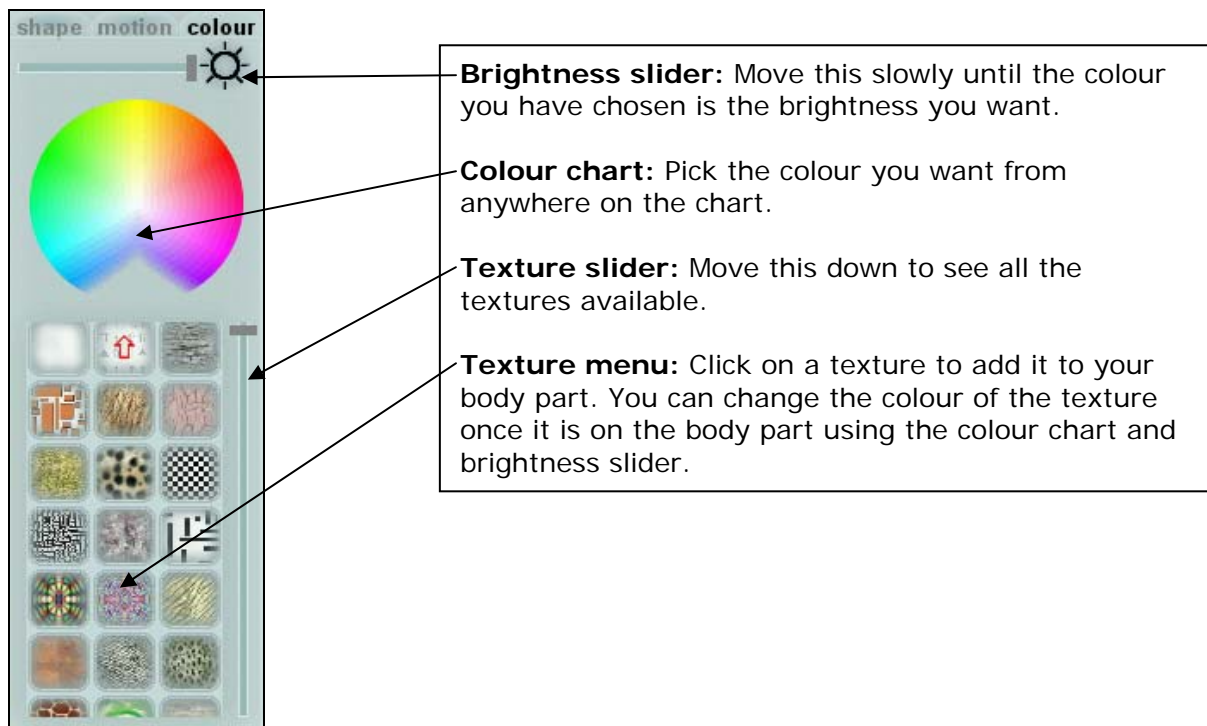 shape motion colour
Brightness slider: Move this slowly until the colour
you have chosen is the brightness you want.
Colour chart: Pick the colour you want from
anywhere on the chart.
Texture slider: Move this down to see all the
textures available.
Texture menu: Click on a texture to add it to your
body part. You can change the colour of the texture
once it is on the body part using the colour chart and
brightness slider.